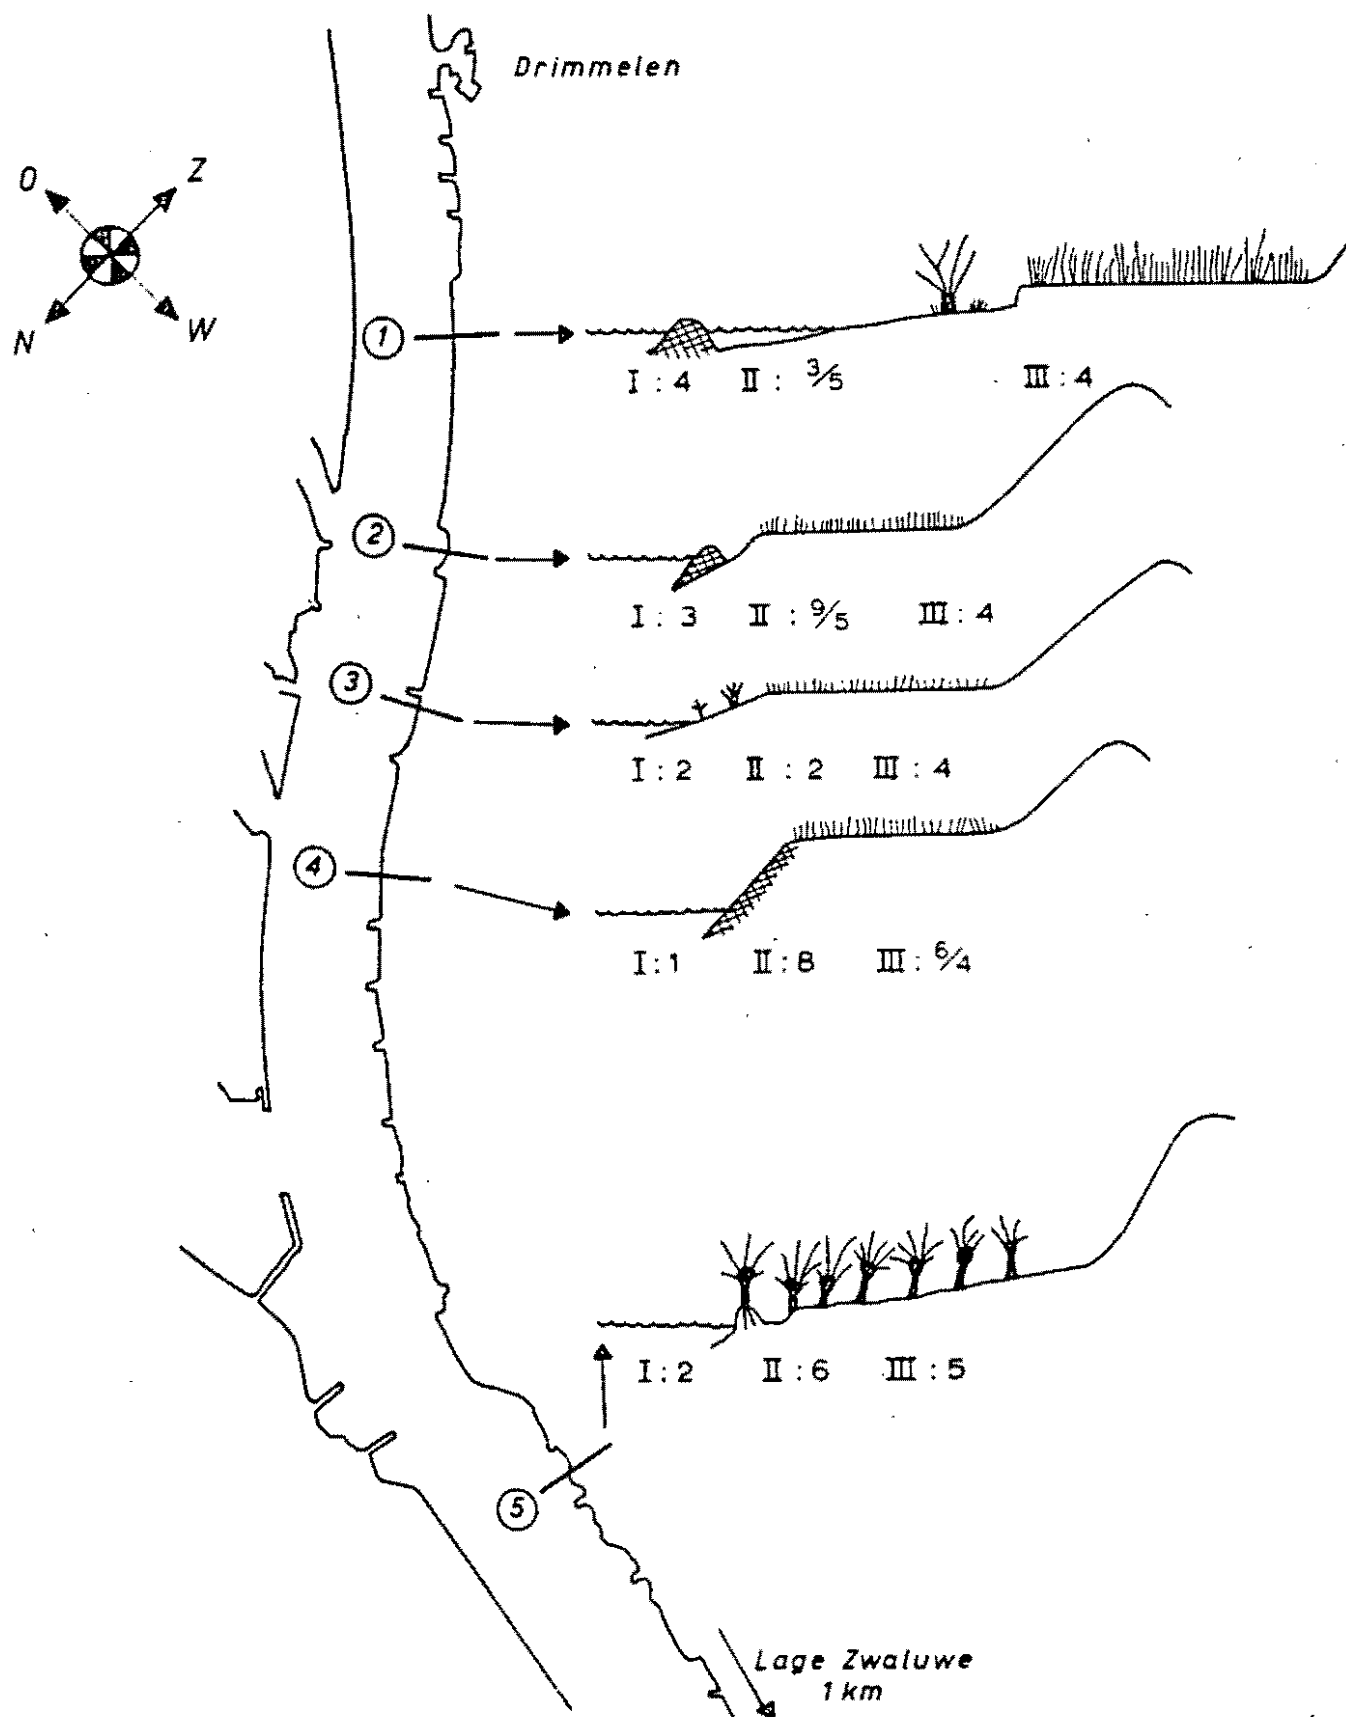 Drimmelen
O Z
N W
1
I : 4 II : 3/5 III : 4
2
I : 3 II : 9/5 III : 4
3
I : 2 II : 2 III : 4
4
I : 1 II : 8 III : 6/4
I : 2 II : 6 III : 5
5
Lage Zwaluwe
1 km